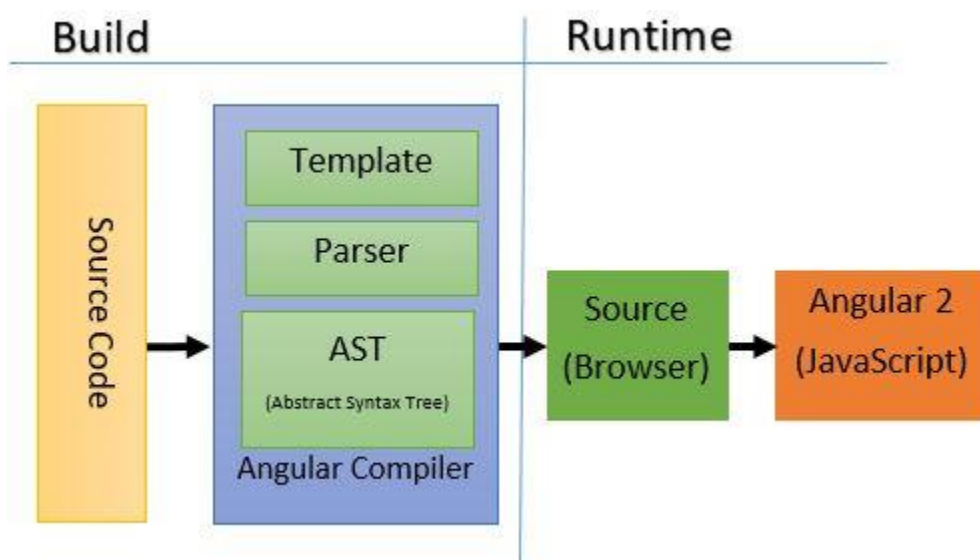 Build
Runtime
Source Code
Template
Parser
AST
(Abstract Syntax Tree)
Angular Compiler
Source
(Browser)
Angular 2
(JavaScript)